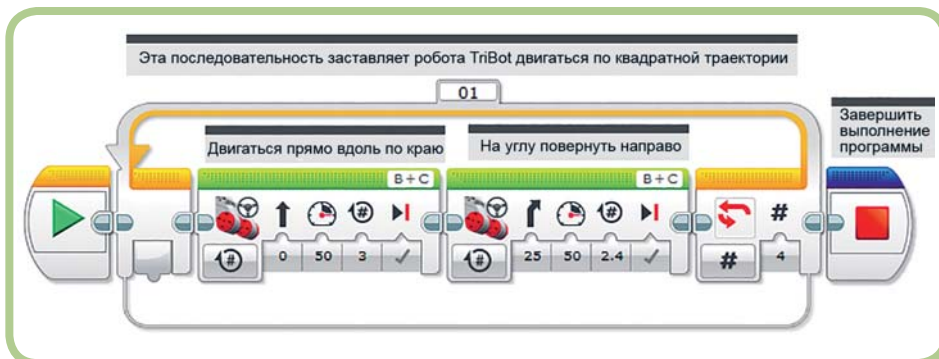 Эта последовательность заставляет робота TriBot двигаться по квадратной траектории
01
Завершить
выполнение
программы
Двигаться прямо вдоль по краю
На углу повернуть направо
B+C
B+C
#
# 
#
0 50 3
#
25 50 2.4
#
4